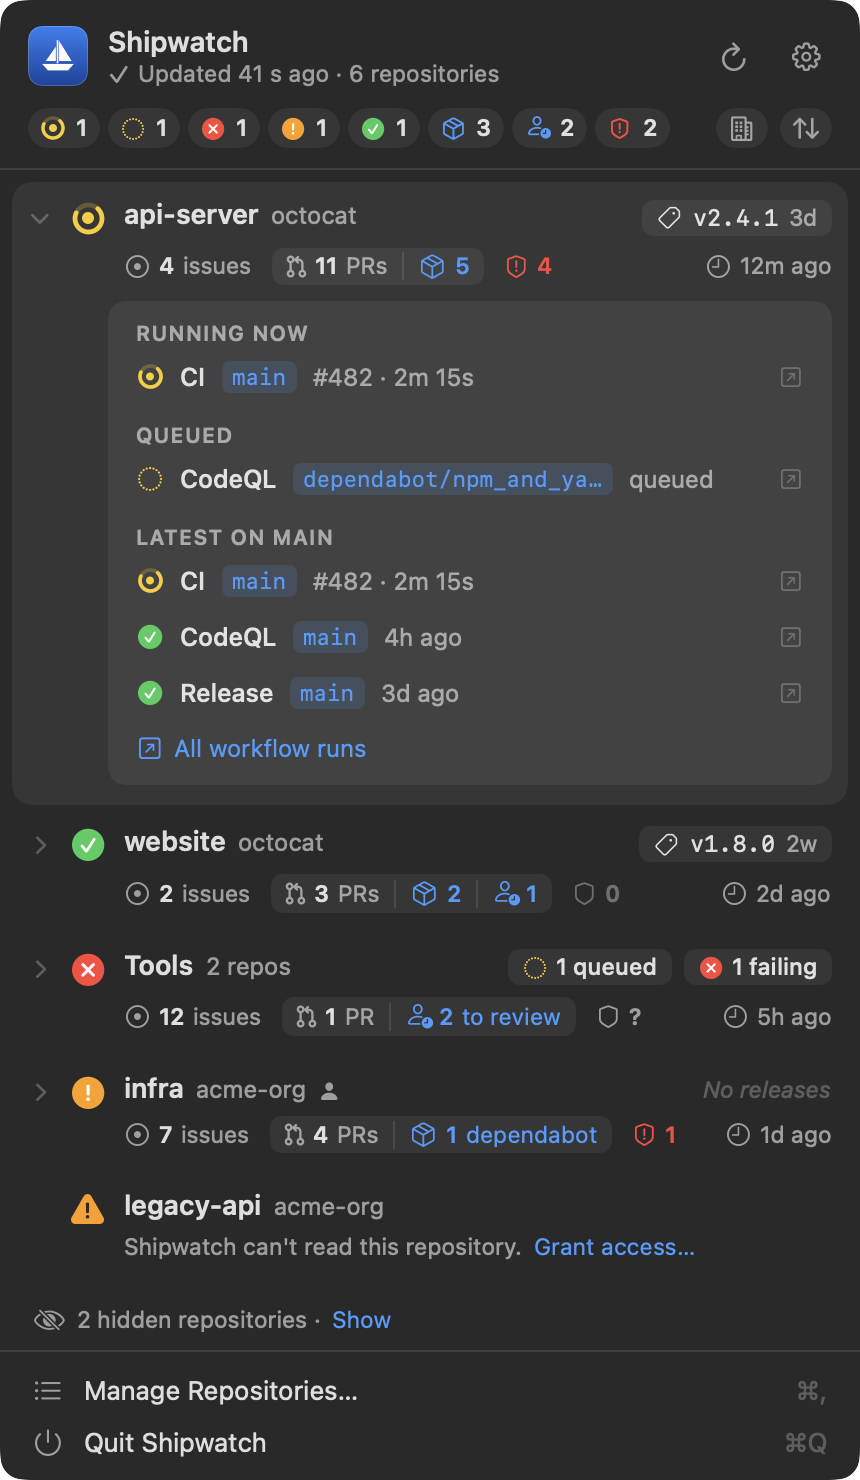 Shipwatch
Updated 41 s ago · 6 repositories
1 1 1 1 1 3 2 2
api-server octocat v2.4.1 3d
4 issues 11 PRs 5 4 12m ago
RUNNING NOW
CI main #482 · 2m 15s
QUEUED
CodeQL dependabot/npm_and_ya… queued
LATEST ON MAIN
CI main #482 · 2m 15s
CodeQL main 4h ago
Release main 3d ago
All workflow runs
website octocat v1.8.0 2w
2 issues 3 PRs 2 1 0 2d ago
Tools 2 repos 1 queued 1 failing
12 issues 1 PR 2 to review ? 5h ago
infra acme-org No releases
7 issues 4 PRs 1 dependabot 1 1d ago
legacy-api acme-org
Shipwatch can't read this repository. Grant access…
2 hidden repositories · Show
Manage Repositories… ⌘,
Quit Shipwatch ⌘Q